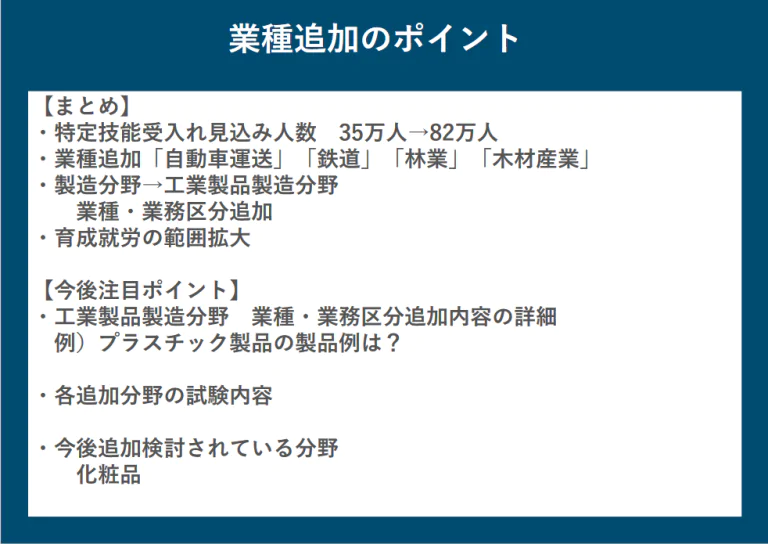 業種追加のポイント
【まとめ】
・特定技能受入れ見込み人数　35万人→82万人
・業種追加「自動車運送」「鉄道」「林業」「木材産業」
・製造分野→工業製品製造分野
　業種・業務区分追加
・育成就労の範囲拡大
【今後注目ポイント】
・工業製品製造分野　業種・業務区分追加内容の詳細
例）プラスチック製品の製品例は？
・各追加分野の試験内容
・今後追加検討されている分野
　化粧品